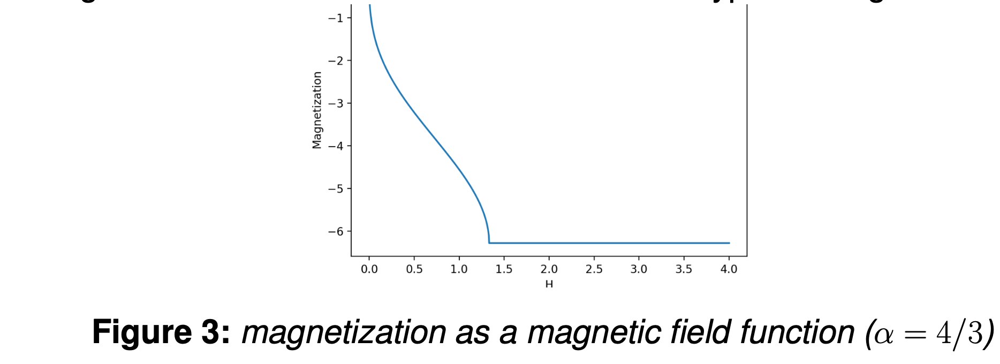 −1
−2
−3
−4
−5
−6
Magnetization
0.0 0.5 1.0 1.5 2.0 2.5 3.0 3.5 4.0
H
Figure 3: magnetization as a magnetic field function (α = 4/3)